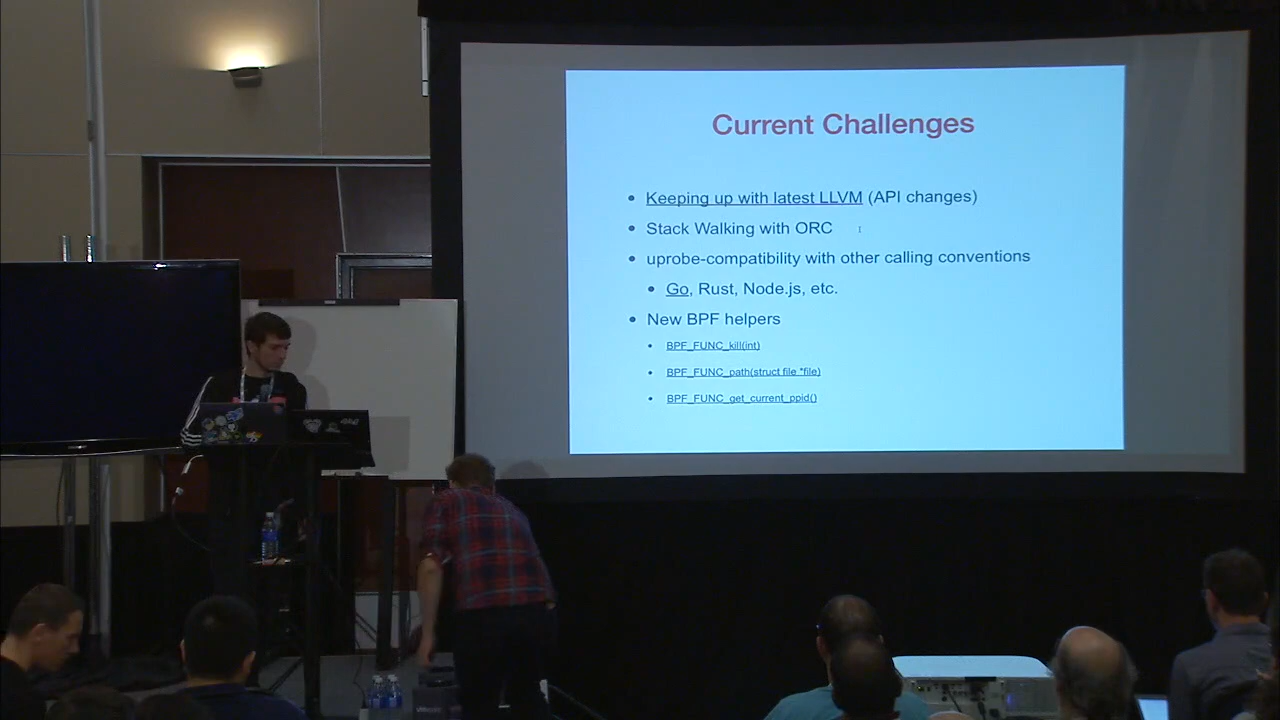 Current Challenges
• Keeping up with latest LLVM (API changes)
• Stack Walking with ORC
• uprobe-compatibility with other calling conventions
• Go, Rust, Node.js, etc.
• New BPF helpers
• BPF_FUNC_kill(int)
• BPF_FUNC_path(struct file *file)
• BPF_FUNC_get_current_ppid()